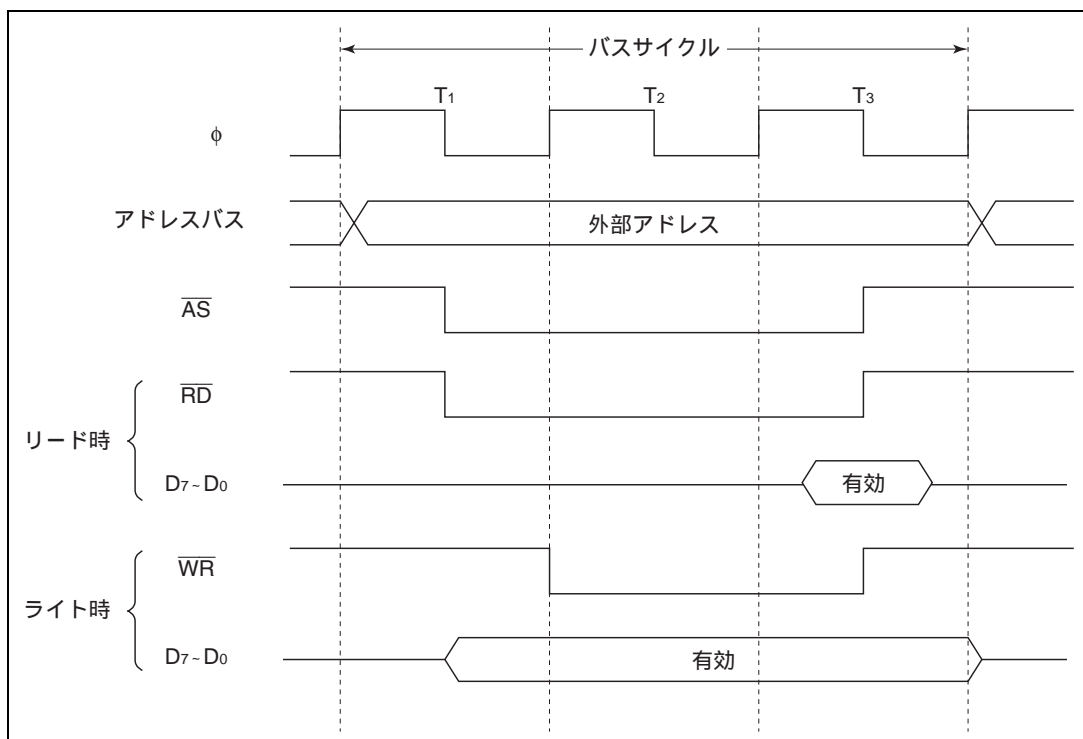 バスサイクル
T1 T2 T3
φ
アドレスバス 外部アドレス
AS
RD
リード時
D7~D0 有効
WR
ライト時
D7~D0 有効